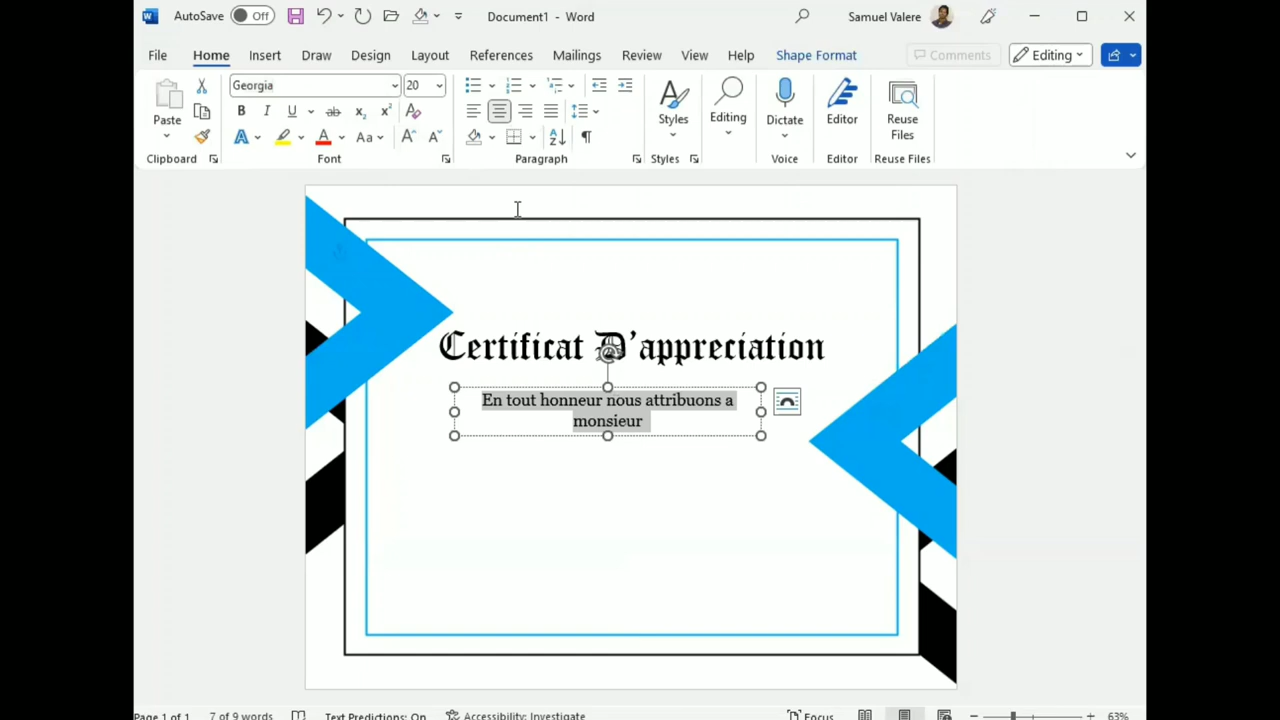 AutoSave Off Document1 - Word Samuel Valere
File Home Insert Draw Design Layout References Mailings Review View Help Shape Format Comments Editing
Georgia 20
Paste Styles Editing Dictate Editor Reuse Files
Clipboard Font Paragraph Styles Voice Editor Reuse Files
Certificat D'appreciation
En tout honneur nous attribuons a
monsieur
Page 1 of 1 7 of 9 words Text Predictions: On Accessibility: Investigate Focus 63%